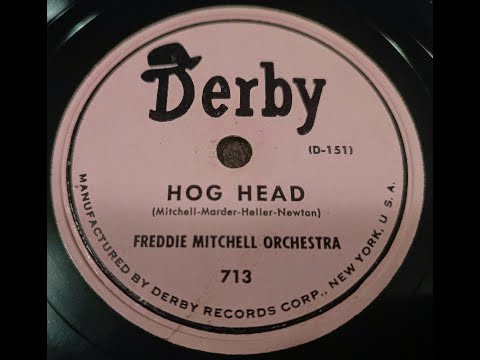 Derby
(D-151)
HOG HEAD
(Mitchell-Marder-Heller-Newton)
FREDDIE MITCHELL ORCHESTRA
713
MANUFACTURED BY DERBY RECORDS CORP., NEW YORK, U.S.A.